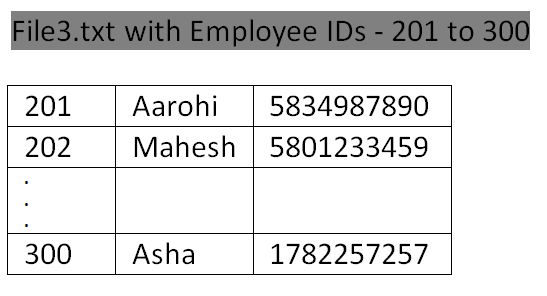 File3.txt with Employee IDs - 201 to 300
201 Aarohi 5834987890
202 Mahesh 5801233459
.
.
.
300 Asha 1782257257